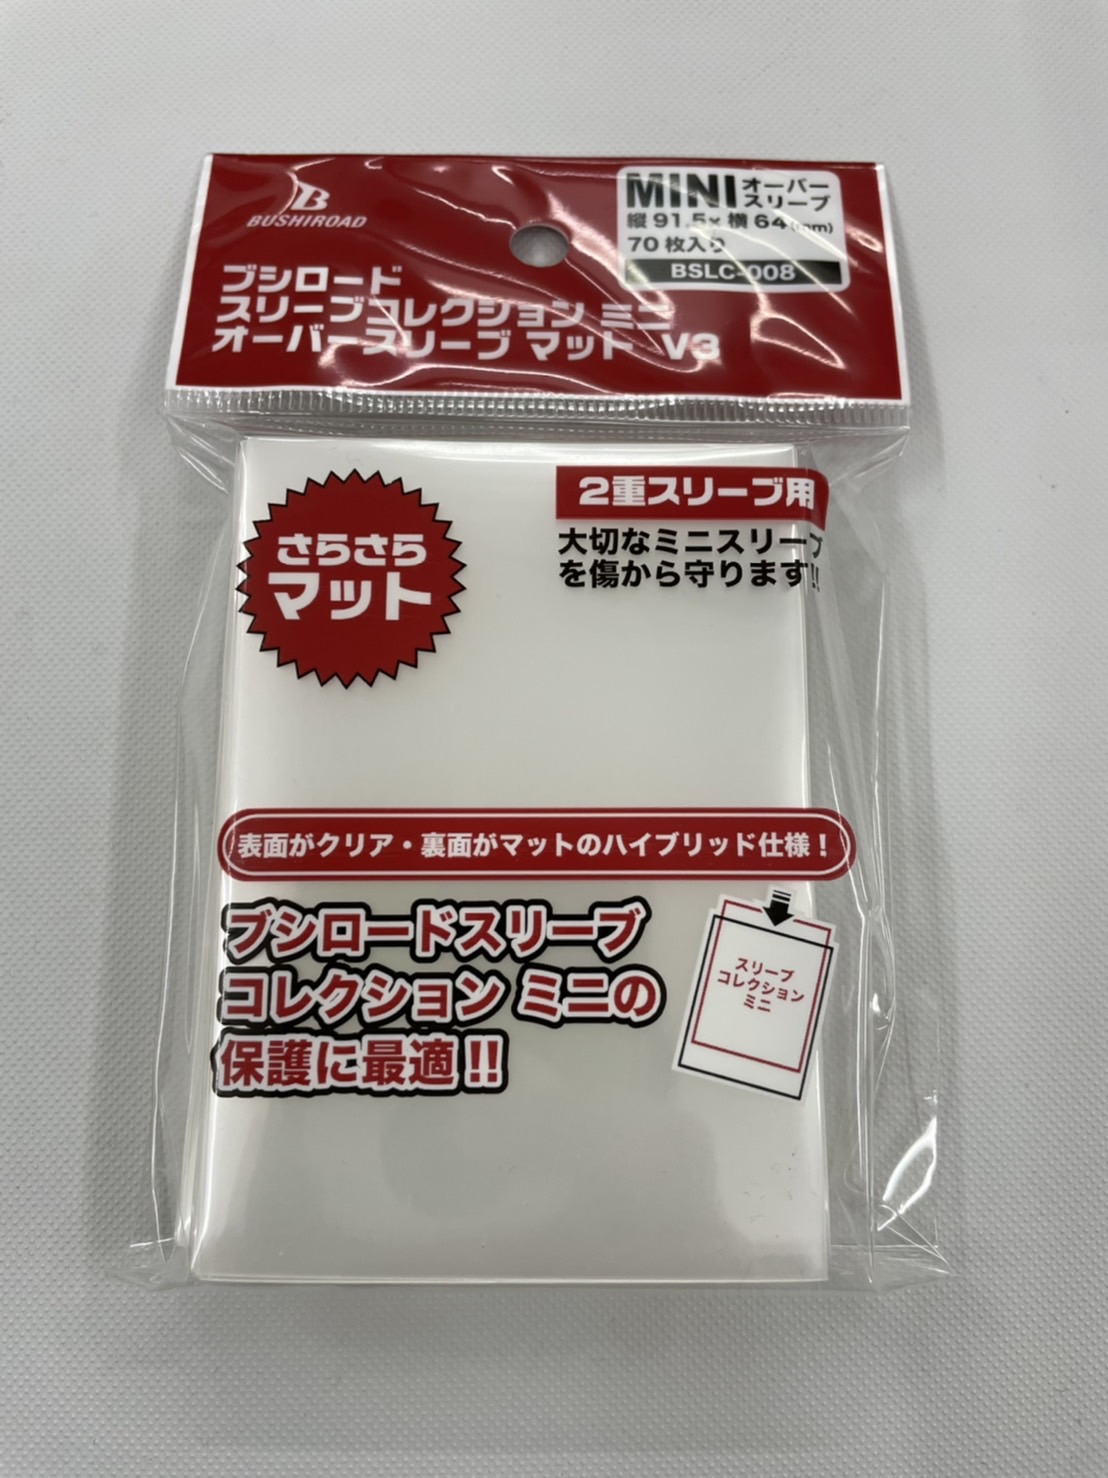 BUSHIROAD
MINI オーバー
スリーブ
縦91.5×横64(mm)
70枚入り
BSLC-008
ブシロード
スリーブコレクション ミニ
オーバースリーブ マット V3
さらさら
マット
2重スリーブ用
大切なミニスリーブ
を傷から守ります!!
表面がクリア・裏面がマットのハイブリッド仕様!
ブシロードスリーブ
コレクション ミニの
保護に最適!!
スリーブ
コレクション
ミニ